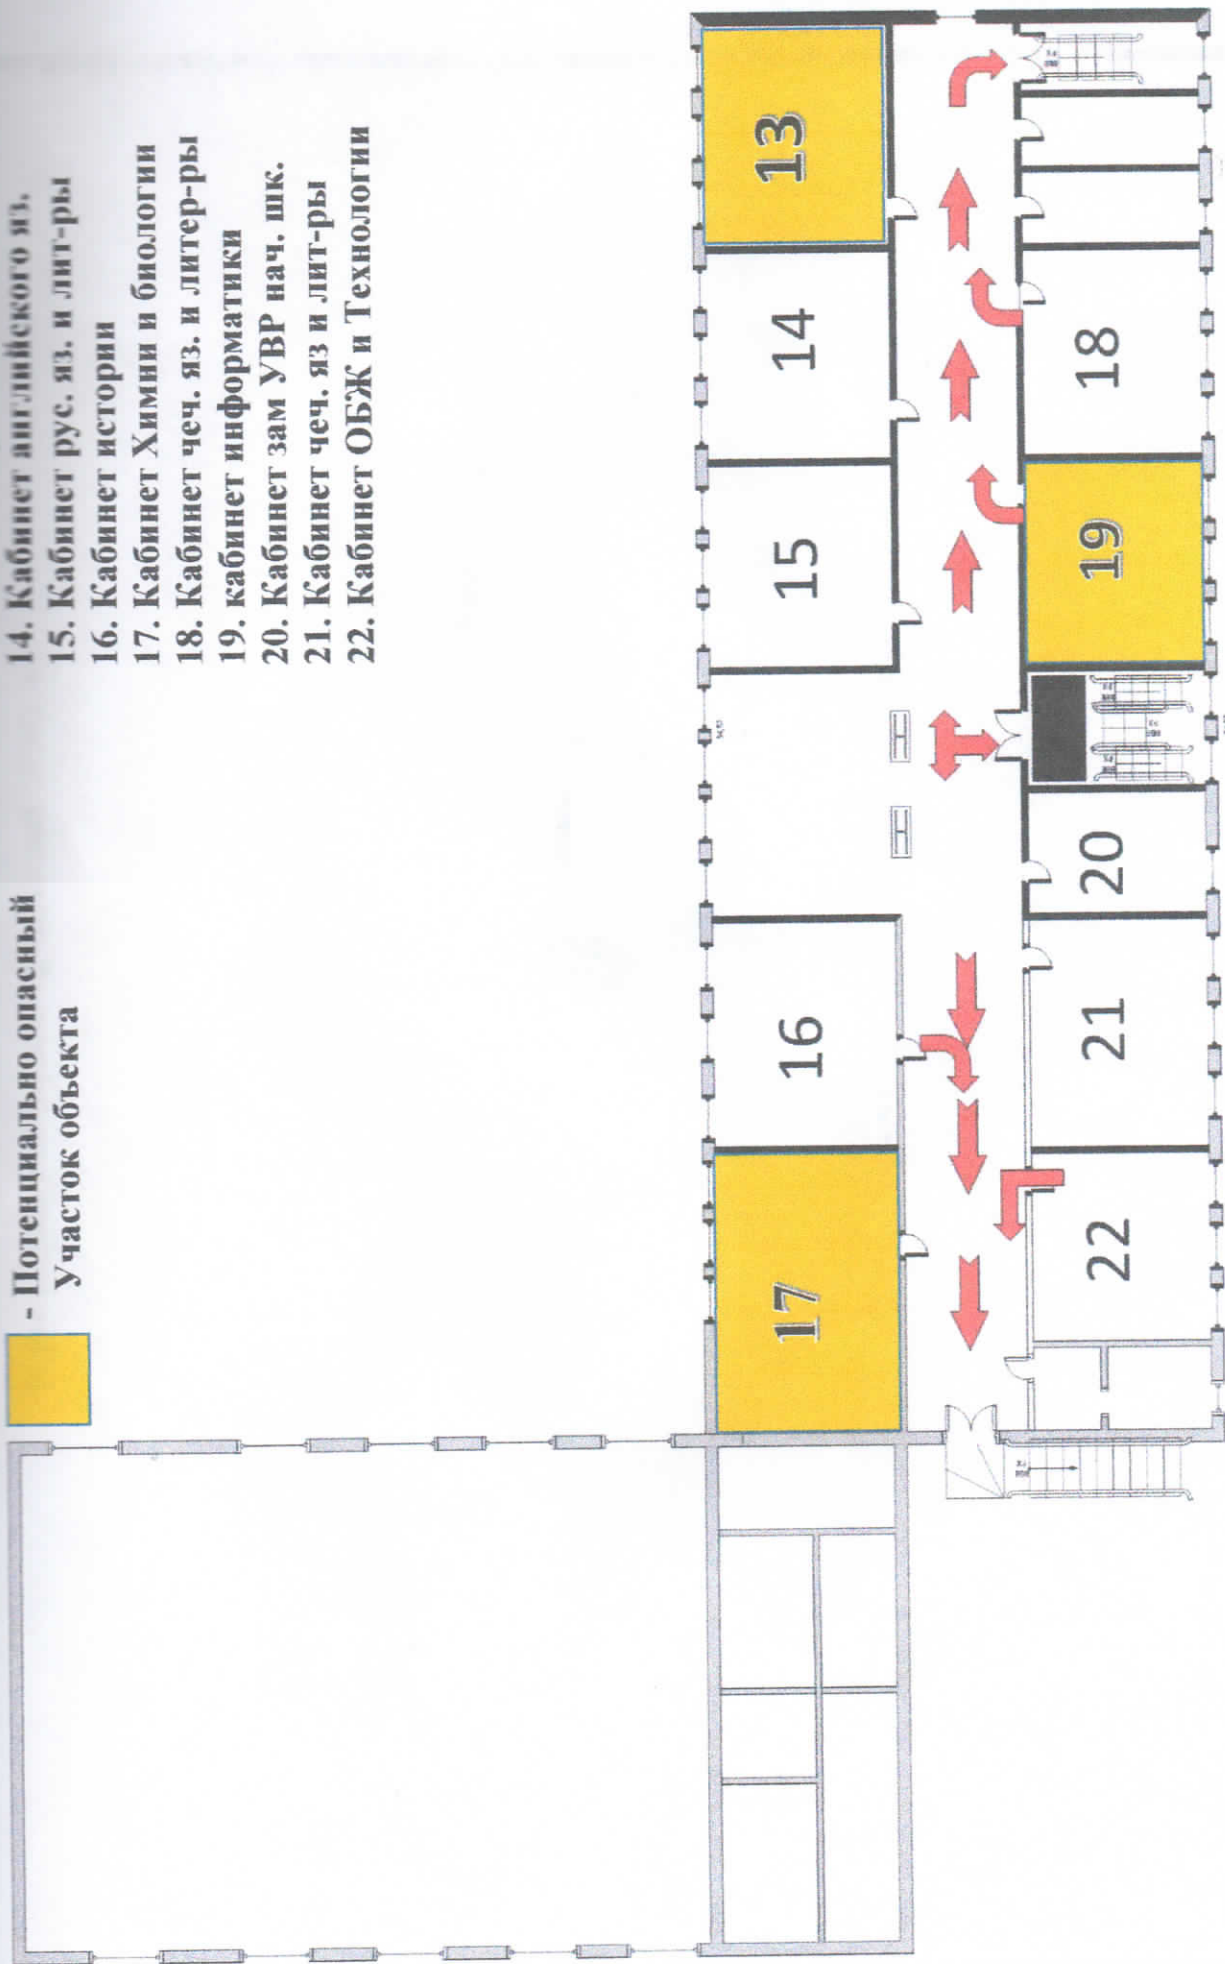 - Потенциально опасный
Участок объекта
14. Кабинет английского яз.
15. Кабинет рус. яз. и лит-ры
16. Кабинет истории
17. Кабинет Химии и биологии
18. Кабинет чеч. яз. и литер-ры
19. кабинет информатики
20. Кабинет зам УВР нач. шк.
21. Кабинет чеч. яз и лит-ры
22. Кабинет ОБЖ и Технологии
17
16
15
14
13
22
21
20
19
18